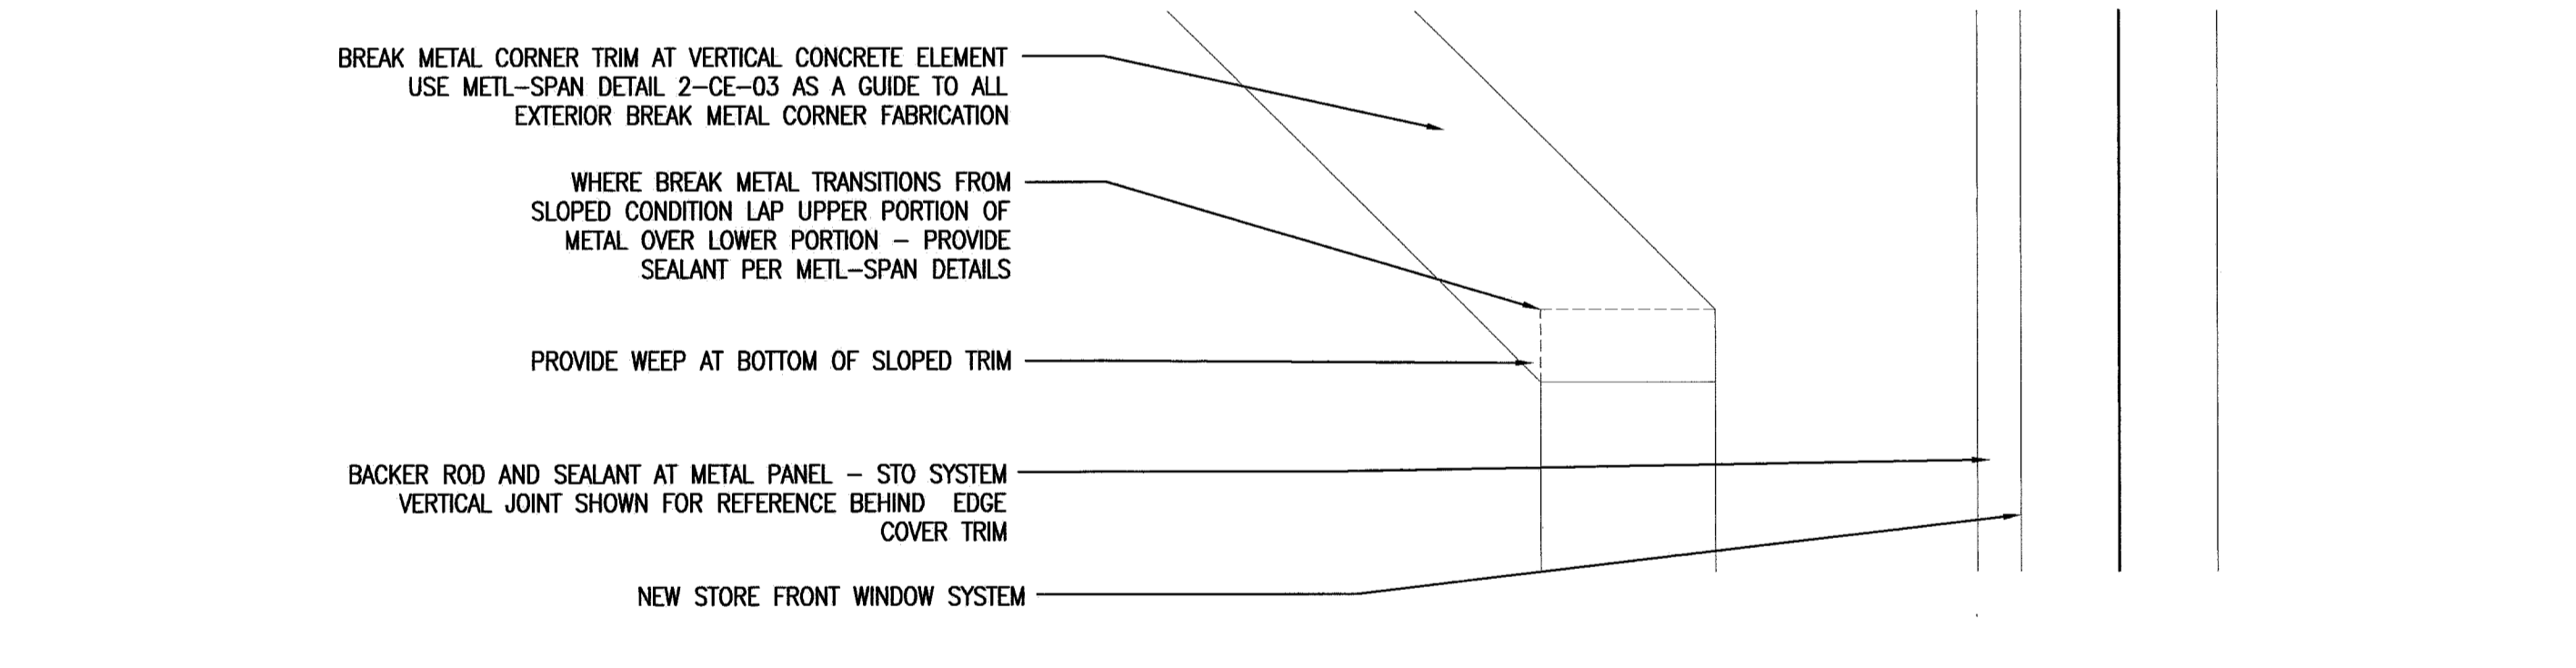 BREAK METAL CORNER TRIM AT VERTICAL CONCRETE ELEMENT
USE METL-SPAN DETAIL 2-CE-03 AS A GUIDE TO ALL
EXTERIOR BREAK METAL CORNER FABRICATION
WHERE BREAK METAL TRANSITIONS FROM
SLOPED CONDITION LAP UPPER PORTION OF
METAL OVER LOWER PORTION - PROVIDE
SEALANT PER METL-SPAN DETAILS
PROVIDE WEEP AT BOTTOM OF SLOPED TRIM
BACKER ROD AND SEALANT AT METAL PANEL - STO SYSTEM
VERTICAL JOINT SHOWN FOR REFERENCE BEHIND EDGE
COVER TRIM
NEW STORE FRONT WINDOW SYSTEM